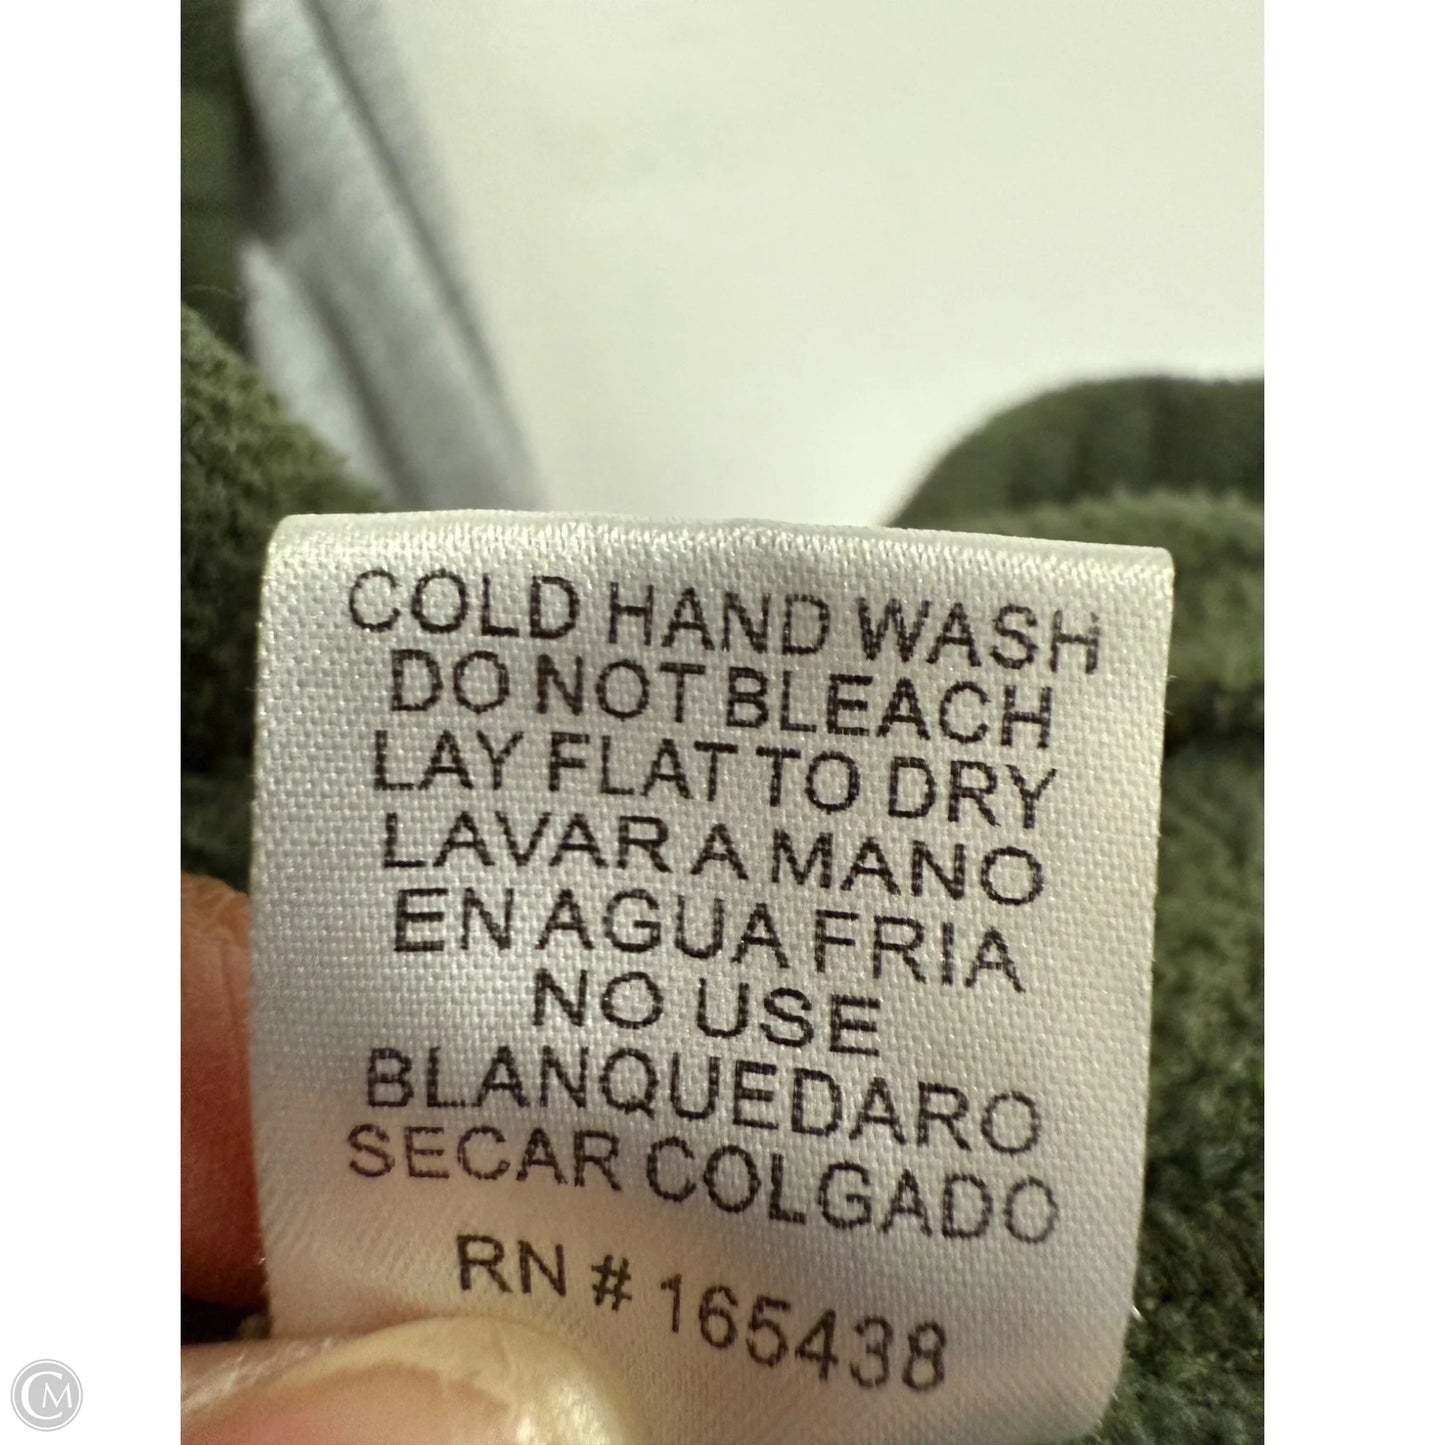 COLD HAND WASH
DO NOT BLEACH
LAY FLAT TO DRY
LAVAR A MANO
EN AGUA FRIA
NO USE
BLANQUEDARO
SECAR COLGADO
RN # 165438
CM